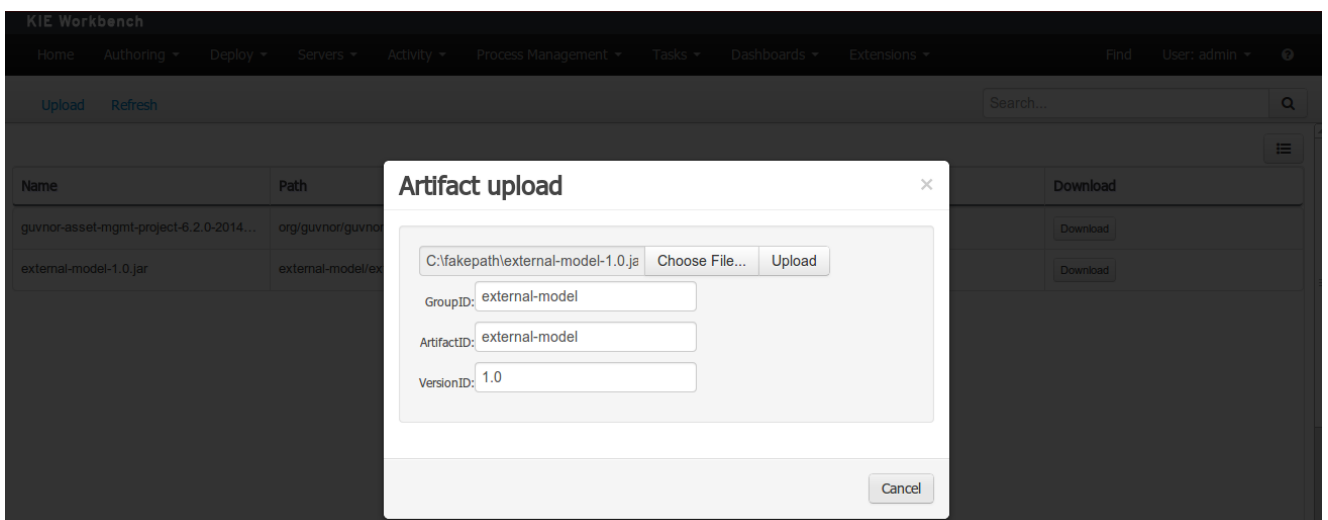 KIE Workbench
Home Authoring Deploy Servers Activity Process Management Tasks Dashboards Extensions Find User: admin
Upload Refresh Search...
Artifact upload ×
Name Path Download
guvnor-asset-mgmt-project-6.2.0-2014... org/guvnor/guvnor Download
C:\fakepath\external-model-1.0.ja Choose File... Upload
external-model-1.0.jar external-model/ex Download
GroupID: external-model
ArtifactID: external-model
VersionID: 1.0
Cancel